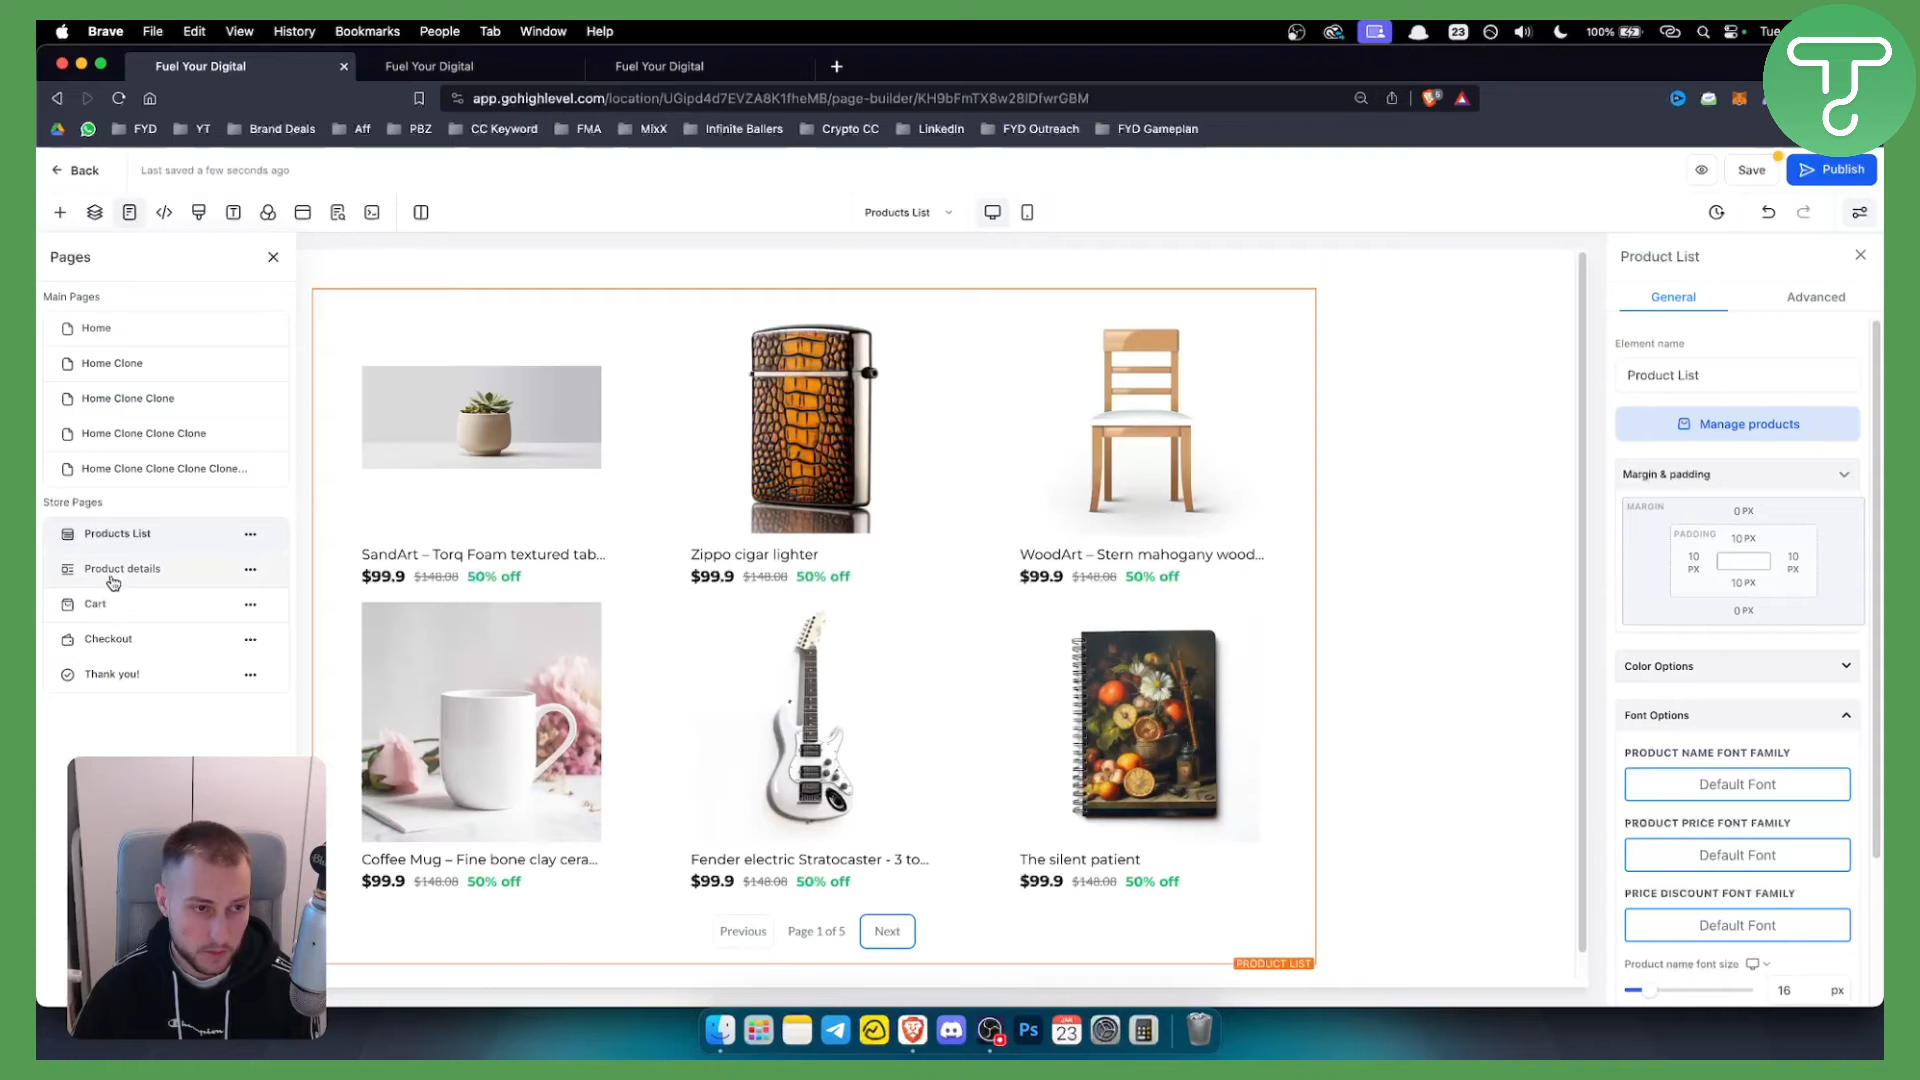 Brave File Edit View History Bookmarks People Tab Window Help
23
100%
Tue
Fuel Your Digital
Fuel Your Digital
Fuel Your Digital
app.gohighlevel.com/location/UGipd4d7EVZA8K1fheMB/page-builder/KH9bFmTX8w28IDfwrGBM
FYD YT Brand Deals Aff PBZ CC Keyword FMA MixX Infinite Ballers Crypto CC LinkedIn FYD Outreach FYD Gameplan
Back
Last saved a few seconds ago
Save
Publish
Products List
Pages
Main Pages
Home
Home Clone
Home Clone Clone
Home Clone Clone Clone
Home Clone Clone Clone Clone...
Store Pages
Products List
Product details
Cart
Checkout
Thank you!
SandArt – Torq Foam textured tab...
$99.9 $148.08 50% off
Zippo cigar lighter
$99.9 $148.08 50% off
WoodArt – Stern mahogany wood...
$99.9 $148.08 50% off
Coffee Mug – Fine bone clay cera...
$99.9 $148.08 50% off
Fender electric Stratocaster - 3 to...
$99.9 $148.08 50% off
The silent patient
$99.9 $148.08 50% off
Previous
Page 1 of 5
Next
PRODUCT LIST
Product List
General
Advanced
Element name
Product List
Manage products
Margin & padding
MARGIN
0 PX
PADDING
10 PX
10 PX
10 PX
10 PX
0 PX
Color Options
Font Options
PRODUCT NAME FONT FAMILY
Default Font
PRODUCT PRICE FONT FAMILY
Default Font
PRICE DISCOUNT FONT FAMILY
Default Font
Product name font size
16 px
Ps
JAN
23